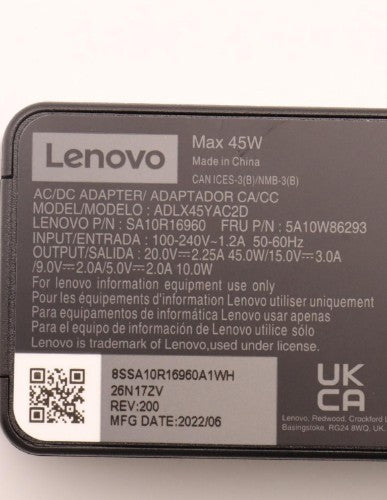 Lenovo
Max 45W
Made in China
CAN ICES-3(B)/NMB-3(B)
AC/DC ADAPTER/ ADAPTADOR CA/CC
MODEL/MODELO : ADLX45YAC2D
LENOVO P/N : SA10R16960 FRU P/N : 5A10W86293
INPUT/ENTRADA : 100-240V~1.2A 50-60Hz
OUTPUT/SALIDA : 20.0V⎓2.25A 45.0W/15.0V⎓3.0A
/9.0V⎓2.0A/5.0V⎓2.0A 10.0W
For lenovo information equipment use only
Pour les équipements d'information Lenovo utiliser uniquement
Para equipamentos de informática Lenovo usar apenas
Para el equipo de información de Lenovo utilice sólo
Lenovo is trademark of Lenovo,used under license.
8SSA10R16960A1WH
26N17ZV
REV:200
MFG DATE:2022/06
UK
CA
Lenovo, Redwood, Crockford L
Basingstoke, RG24 8WQ, UK.